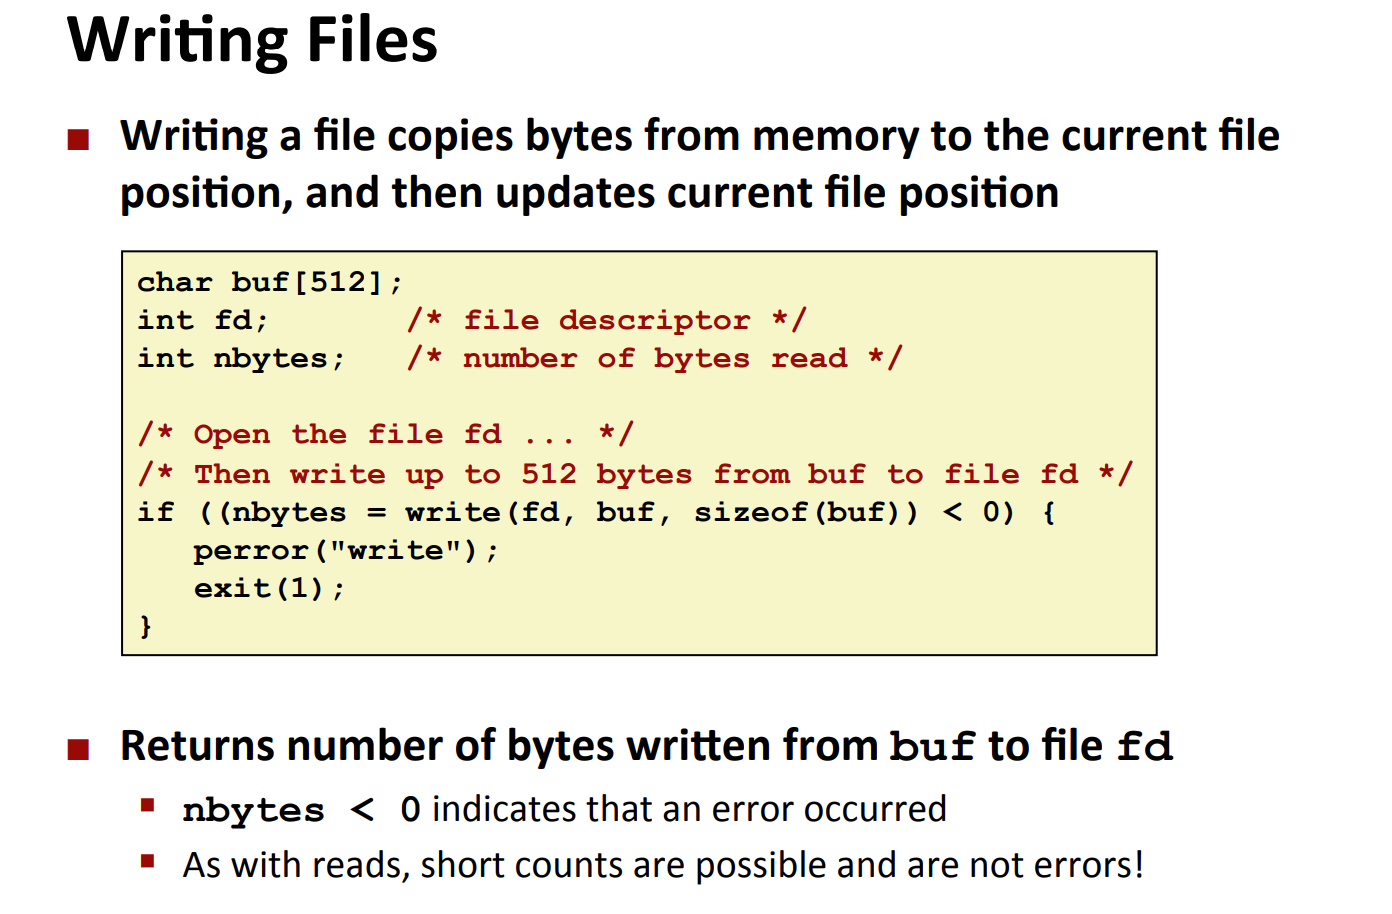 Writing Files
Writing a file copies bytes from memory to the current file
position, and then updates current file position
char buf[512];
int fd;       /* file descriptor */
int nbytes;   /* number of bytes read */
/* Open the file fd ... */
/* Then write up to 512 bytes from buf to file fd */
if ((nbytes = write(fd, buf, sizeof(buf)) < 0) {
   perror("write");
   exit(1);
}
Returns number of bytes written from buf to file fd
nbytes < 0 indicates that an error occurred
As with reads, short counts are possible and are not errors!